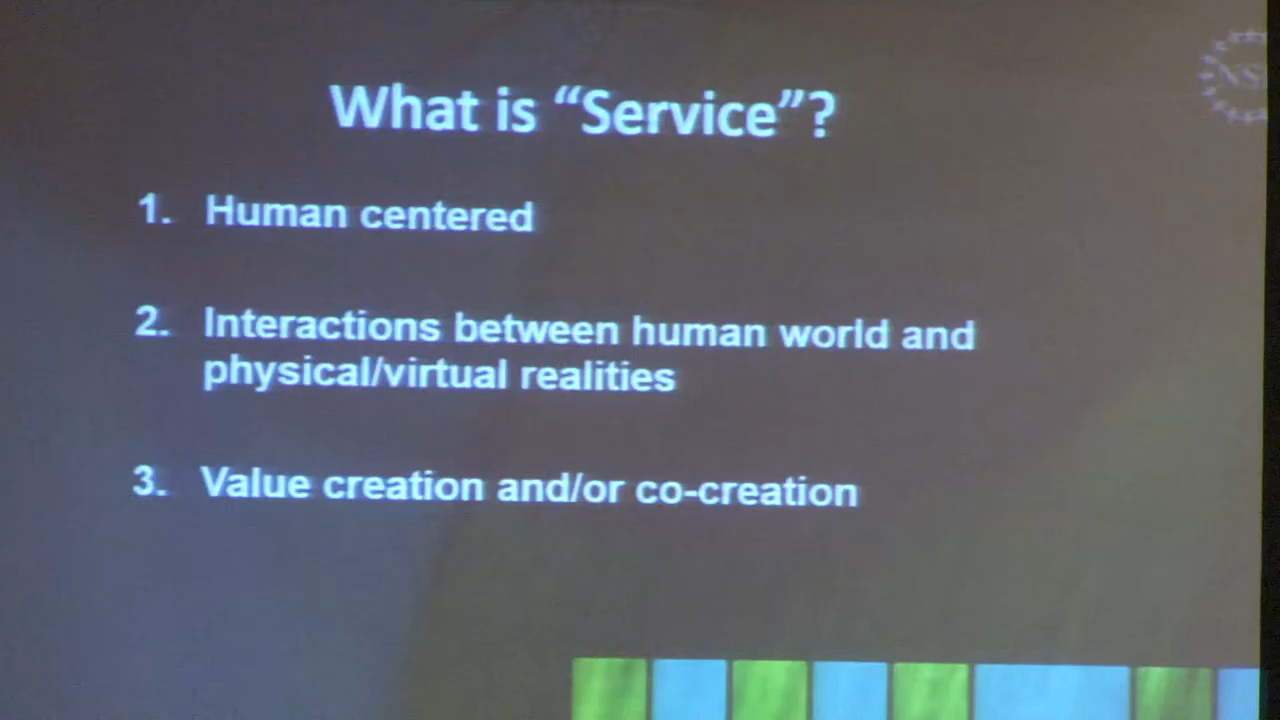 What is “Service”?
1. Human centered
2. Interactions between human world and
physical/virtual realities
3. Value creation and/or co-creation